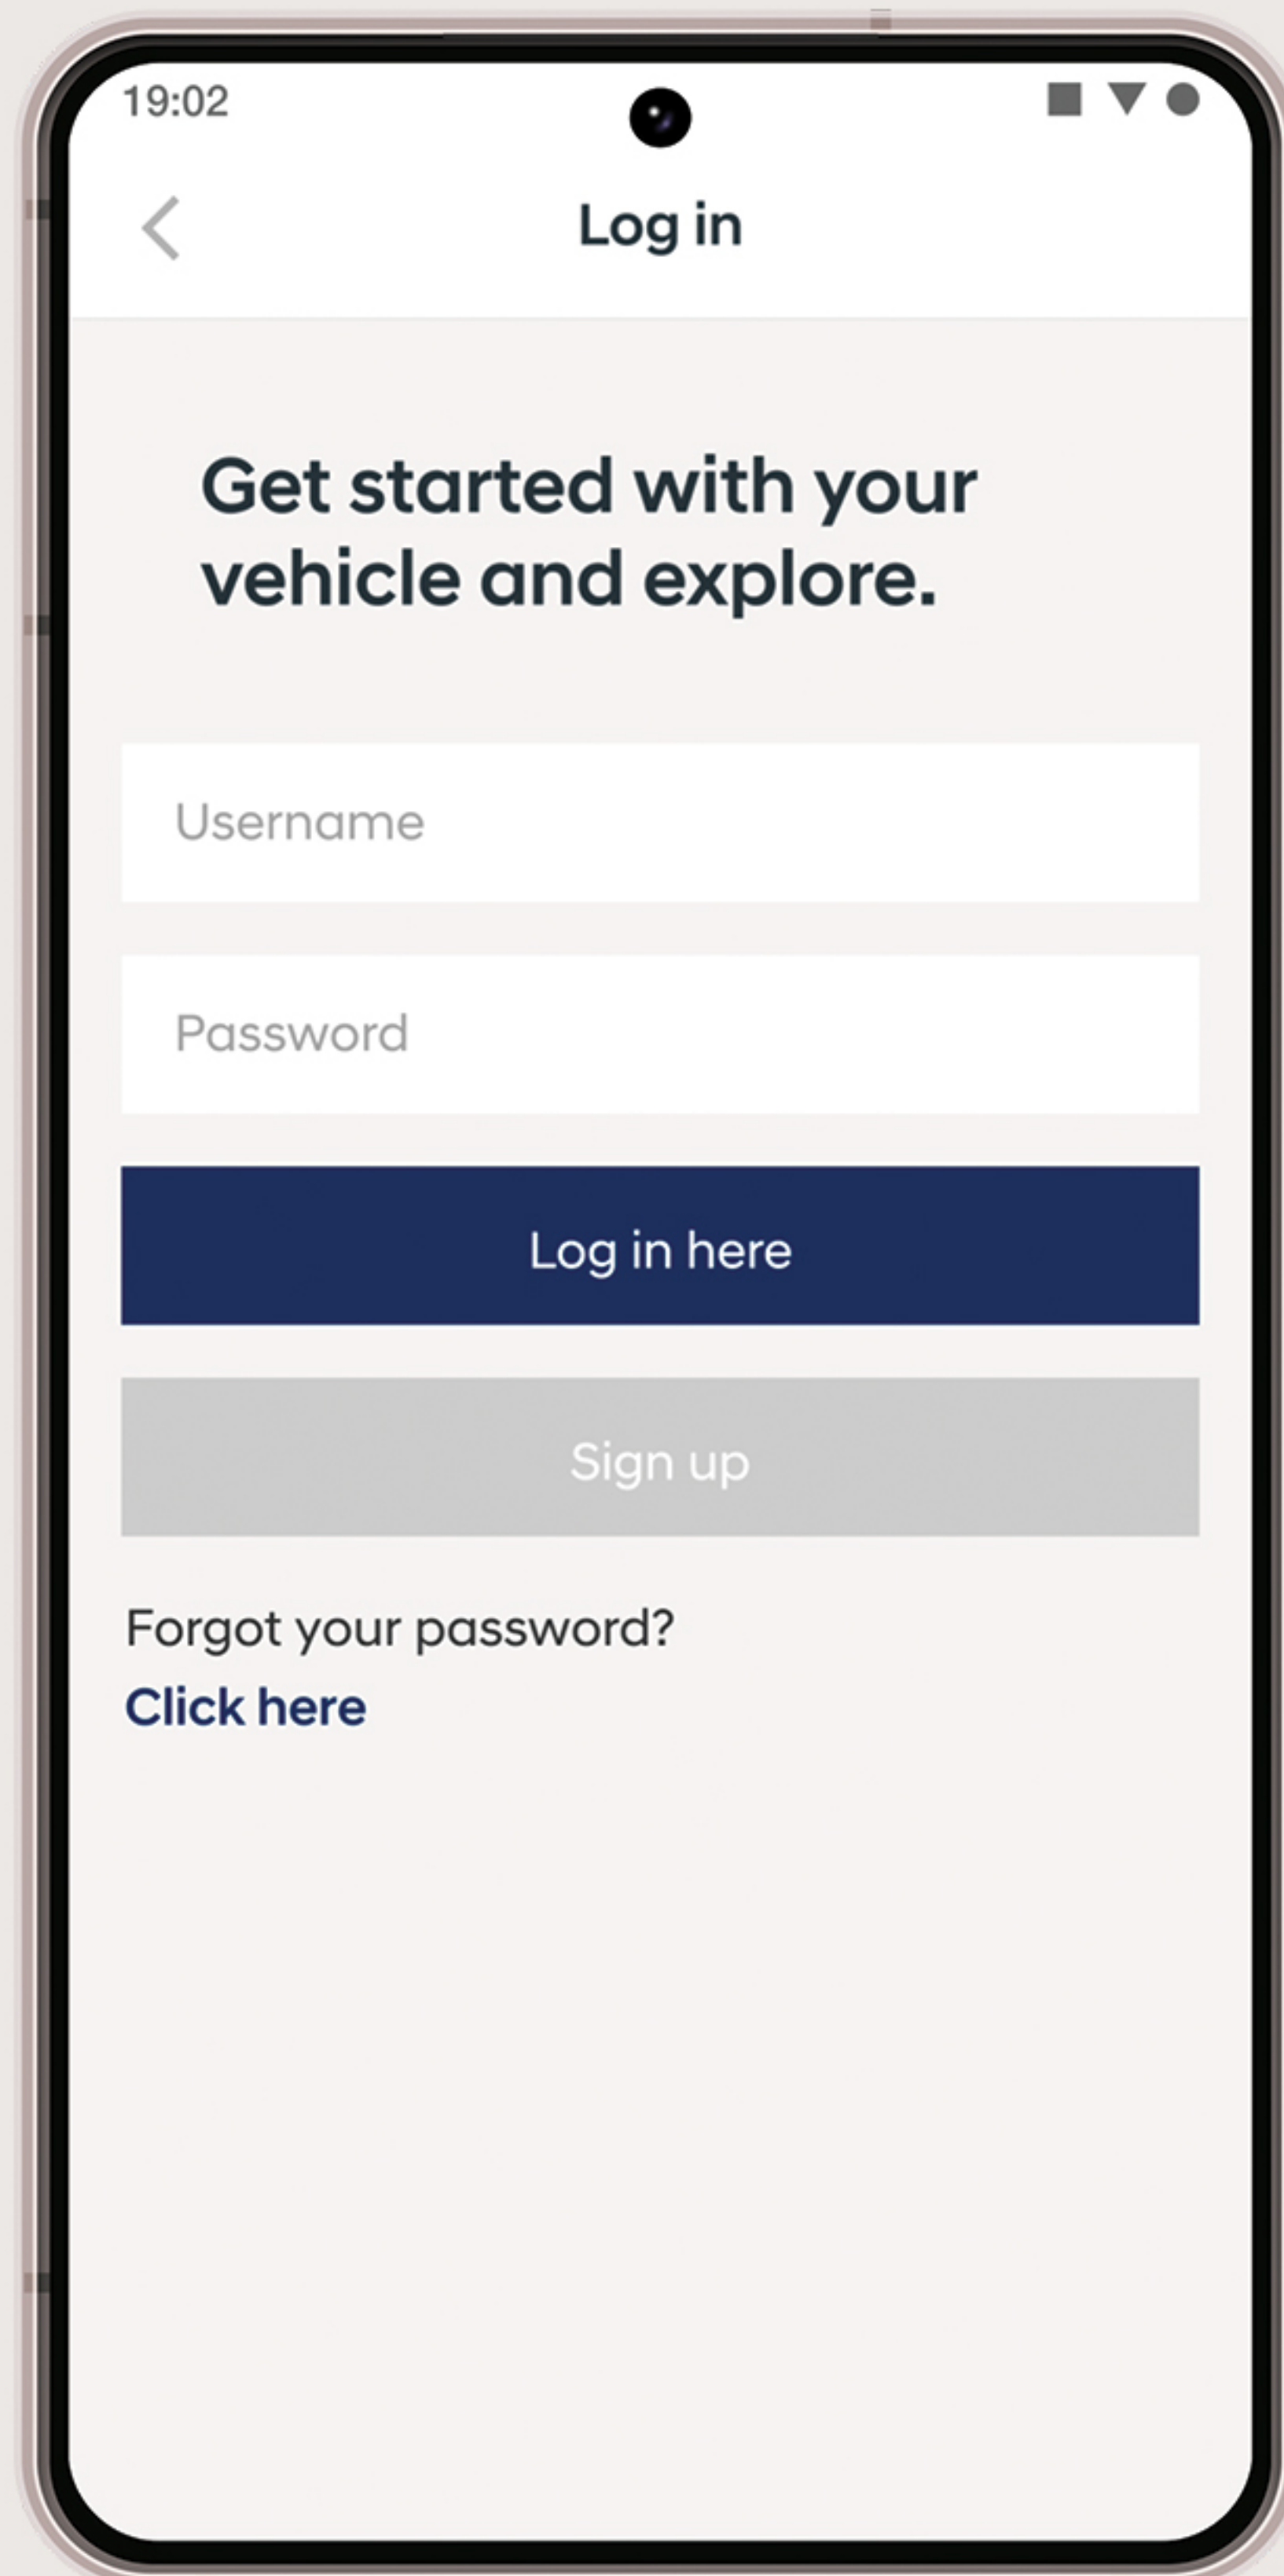 19:02
Log in
Get started with your
vehicle and explore.
Username
Password
Log in here
Sign up
Forgot your password?
Click here